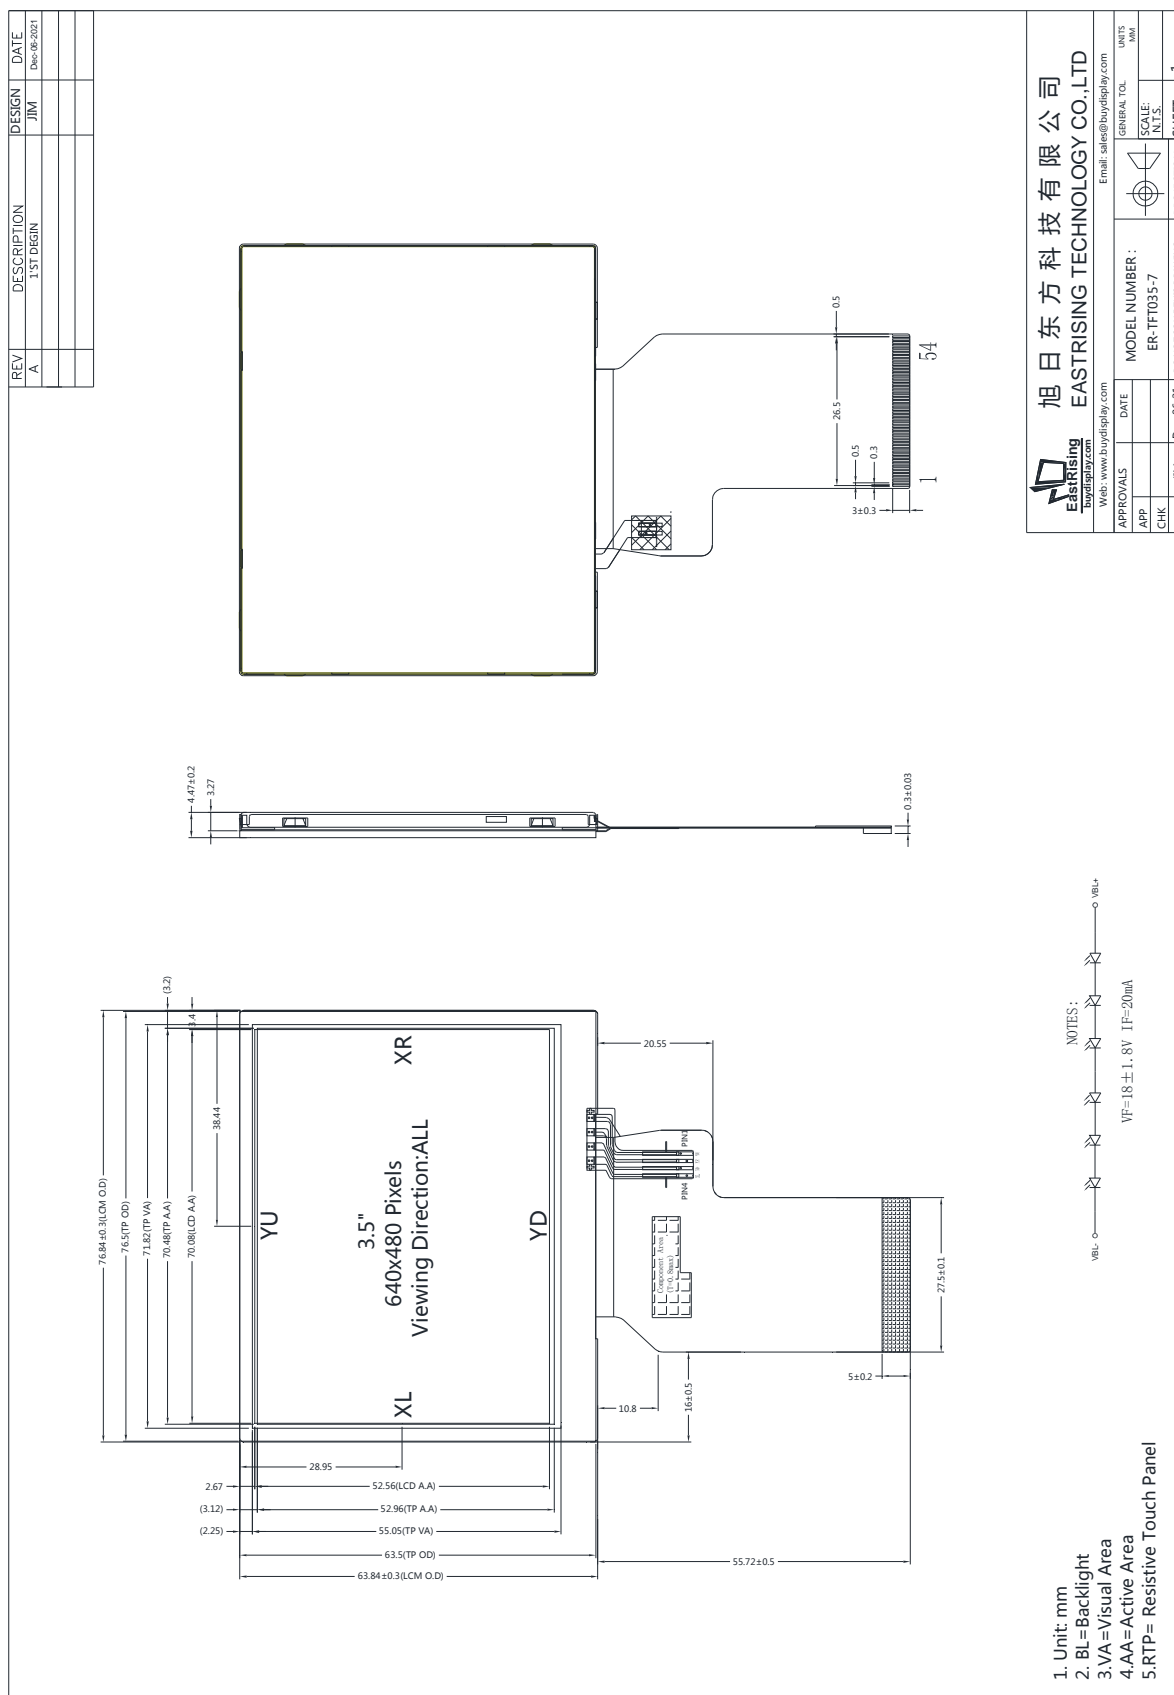 REV DESCRIPTION DESIGN DATE
A 1'ST DEGIN JIM Dec-06-2021
4.47±0.2
3.27
0.3±0.03
0.5
26.5
0.5
0.3
3±0.3
1
54
76.84±0.3(LCM O.D)
76.5(TP OD)
71.82(TP VA)
70.48(TP A.A)
70.08(LCD A.A)
(3.2)
3.4
38.44
YU
XL
XR
YD
3.5"
640x480 Pixels
Viewing Direction:ALL
28.95
2.67
52.56(LCD A.A)
(3.12)
52.96(TP A.A)
(2.25)
55.05(TP VA)
63.5(TP OD)
63.84±0.3(LCM O.D)
55.72±0.5
20.55
PIN4
PIN1
Component Area
(T=0.8max)
10.8
16±0.5
5±0.2
27.5±0.1
NOTES:
VBL-
VBL+
VF=18±1.8V IF=20mA
1. Unit: mm
2. BL=Backlight
3.VA=Visual Area
4.AA=Active Area
5.RTP= Resistive Touch Panel
EastRising
buydisplay.com
旭日东方科技有限公司
EASTRISING TECHNOLOGY CO.,LTD
Web: www.buydisplay.com
Email: sales@buydisplay.com
APPROVALS
DATE
APP
CHK
MODEL NUMBER :
ER-TFT035-7
GENERAL TOL
UNITS
MM
SCALE:
N.T.S.